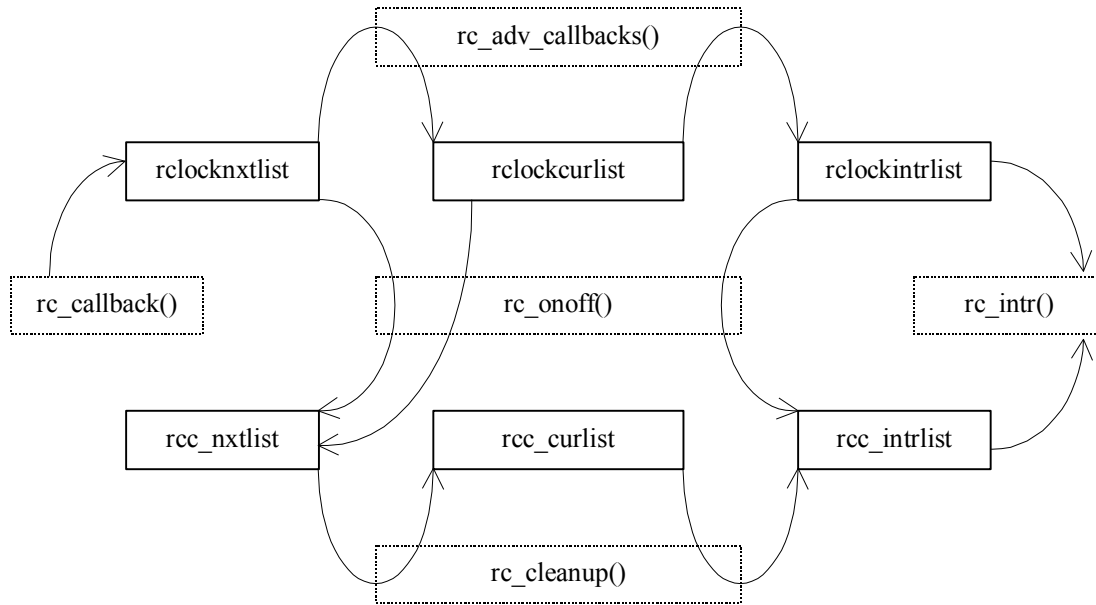 rc_adv_callbacks()
rclocknxtlist
rclockcurlist
rclockintrlist
rc_callback()
rc_onoff()
rc_intr()
rcc_nxtlist
rcc_curlist
rcc_intrlist
rc_cleanup()